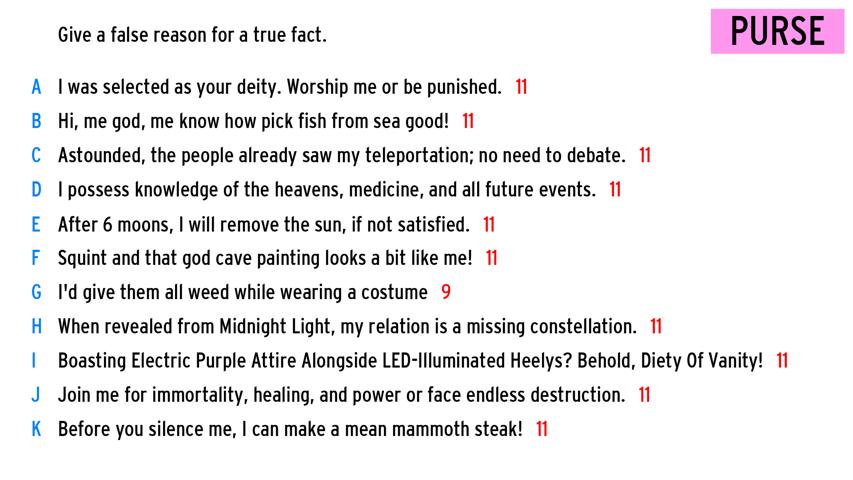 Give a false reason for a true fact.
PURSE
A I was selected as your deity. Worship me or be punished. 11
B Hi, me god, me know how pick fish from sea good! 11
C Astounded, the people already saw my teleportation; no need to debate. 11
D I possess knowledge of the heavens, medicine, and all future events. 11
E After 6 moons, I will remove the sun, if not satisfied. 11
F Squint and that god cave painting looks a bit like me! 11
G I'd give them all weed while wearing a costume 9
H When revealed from Midnight Light, my relation is a missing constellation. 11
I Boasting Electric Purple Attire Alongside LED-Illuminated Heelys? Behold, Diety Of Vanity! 11
J Join me for immortality, healing, and power or face endless destruction. 11
K Before you silence me, I can make a mean mammoth steak! 11